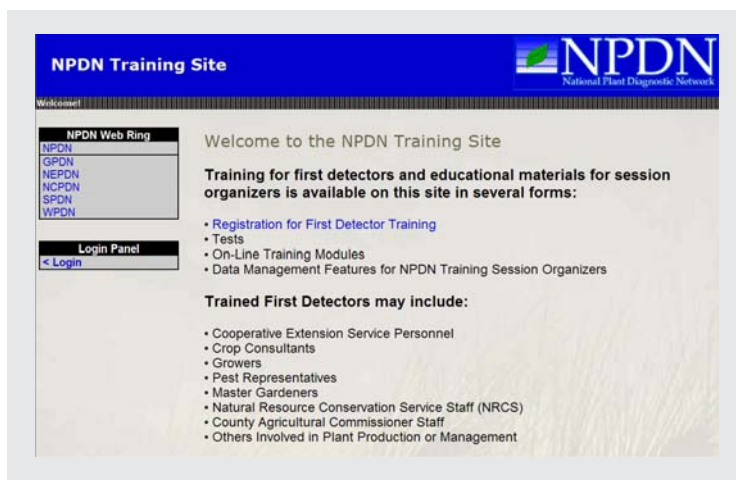 NPDN Training Site
NPDN
National Plant Diagnostic Network
Welcome!
NPDN Web Ring
NPDN
GPDN
NEPDN
NCPDN
SPDN
WPDN
Login Panel
< Login
Welcome to the NPDN Training Site
Training for first detectors and educational materials for session
organizers is available on this site in several forms:
• Registration for First Detector Training
• Tests
• On-Line Training Modules
• Data Management Features for NPDN Training Session Organizers
Trained First Detectors may include:
• Cooperative Extension Service Personnel
• Crop Consultants
• Growers
• Pest Representatives
• Master Gardeners
• Natural Resource Conservation Service Staff (NRCS)
• County Agricultural Commissioner Staff
• Others Involved in Plant Production or Management